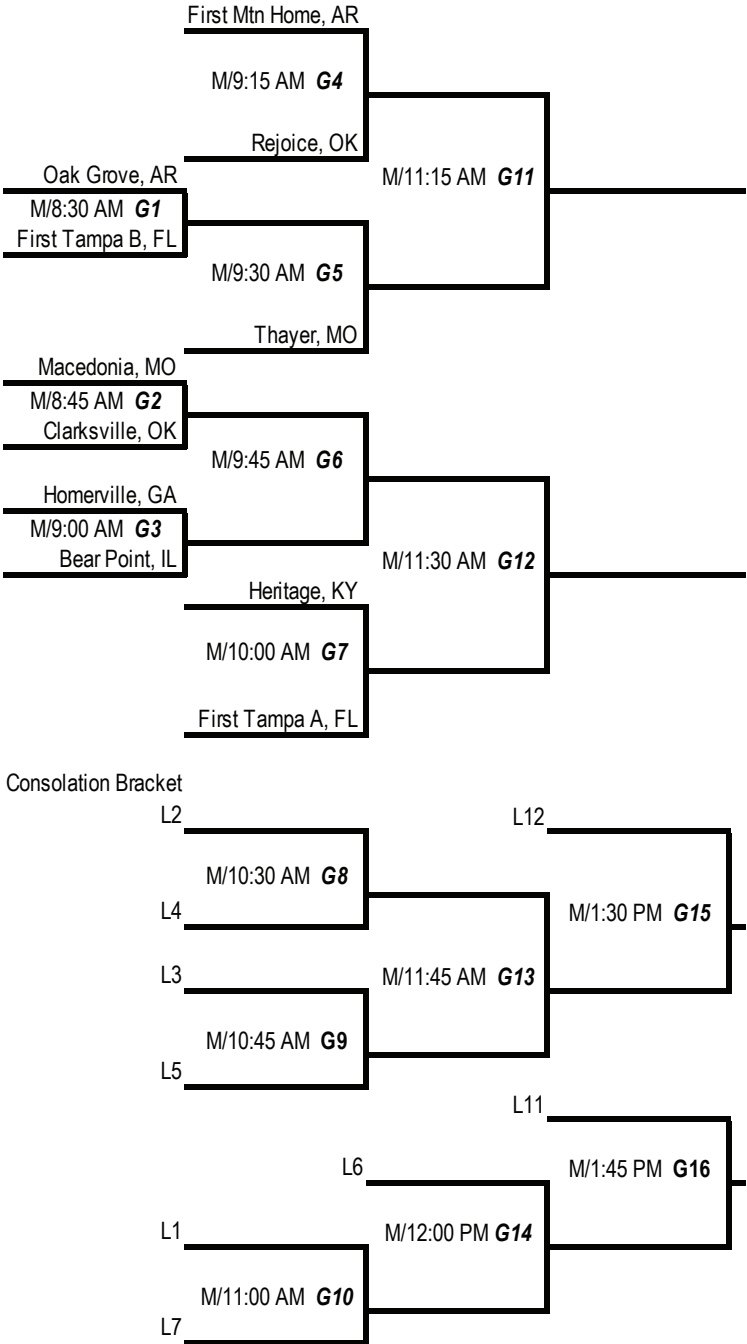 First Mtn Home, AR
M/9:15 AM G4
Rejoice, OK
Oak Grove, AR
M/11:15 AM G11
M/8:30 AM G1
First Tampa B, FL
M/9:30 AM G5
Thayer, MO
Macedonia, MO
M/8:45 AM G2
Clarksville, OK
M/9:45 AM G6
Homerville, GA
M/9:00 AM G3
Bear Point, IL
M/11:30 AM G12
Heritage, KY
M/10:00 AM G7
First Tampa A, FL
Consolation Bracket
L2
L12
M/10:30 AM G8
L4
M/1:30 PM G15
L3
M/11:45 AM G13
M/10:45 AM G9
L5
L11
L6
M/1:45 PM G16
L1
M/12:00 PM G14
M/11:00 AM G10
L7